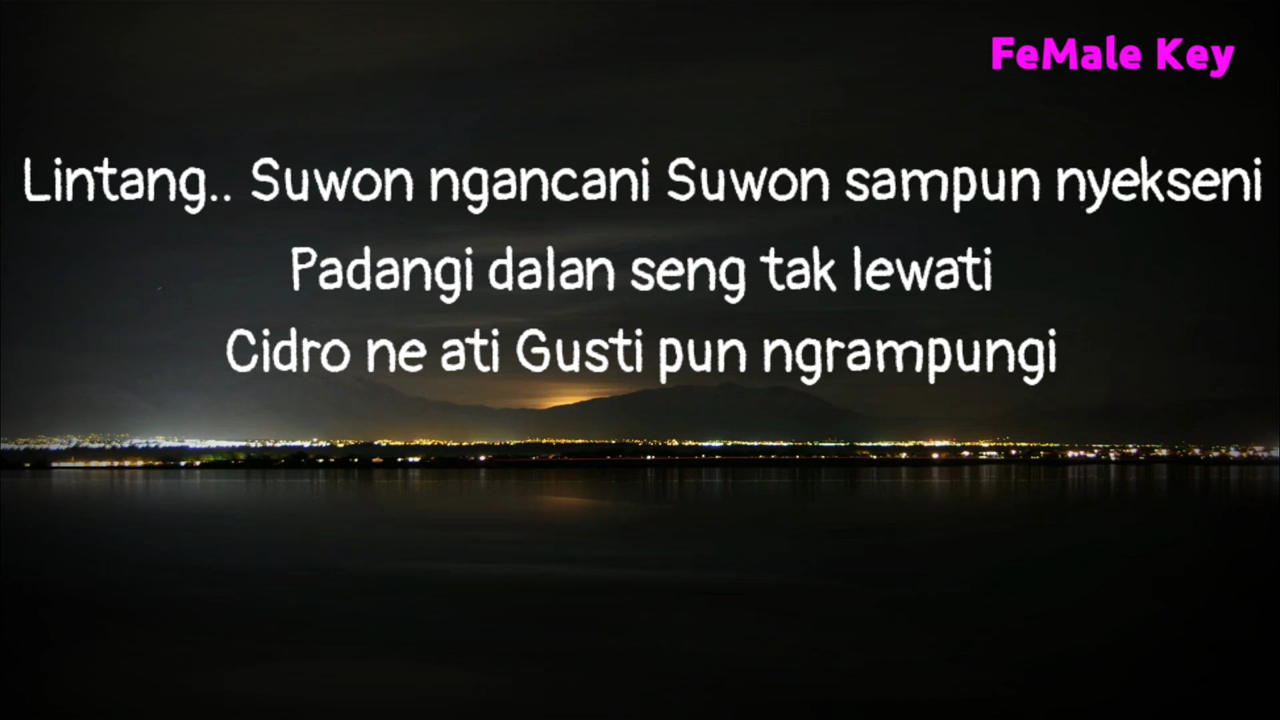 FeMale Key
Lintang.. Suwon ngancani Suwon sampun nyekseni
Padangi dalan seng tak lewati
Cidro ne ati Gusti pun ngrampungi